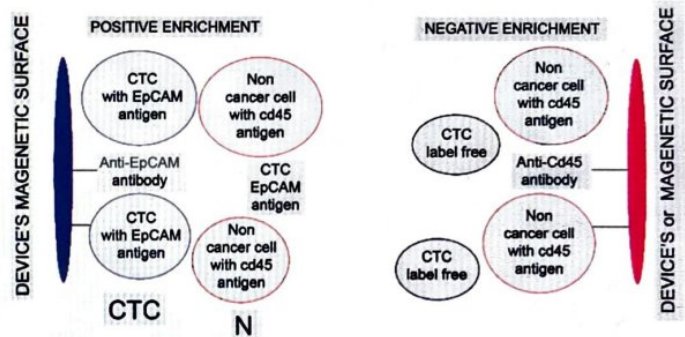 POSITIVE ENRICHMENT
DEVICE'S MAGENETIC SURFACE
CTC
with EpCAM
antigen
Non
cancer cell
with cd45
antigen
Anti-EpCAM
antibody
CTC
EpCAM
antigen
CTC
with EpCAM
antigen
Non
cancer cell
with cd45
antigen
CTC
N
NEGATIVE ENRICHMENT
Non
cancer cell
with cd45
antigen
CTC
label free
Anti-Cd45
antibody
Non
cancer cell
with cd45
antigen
CTC
label free
DEVICE'S or MAGENETIC SURFACE